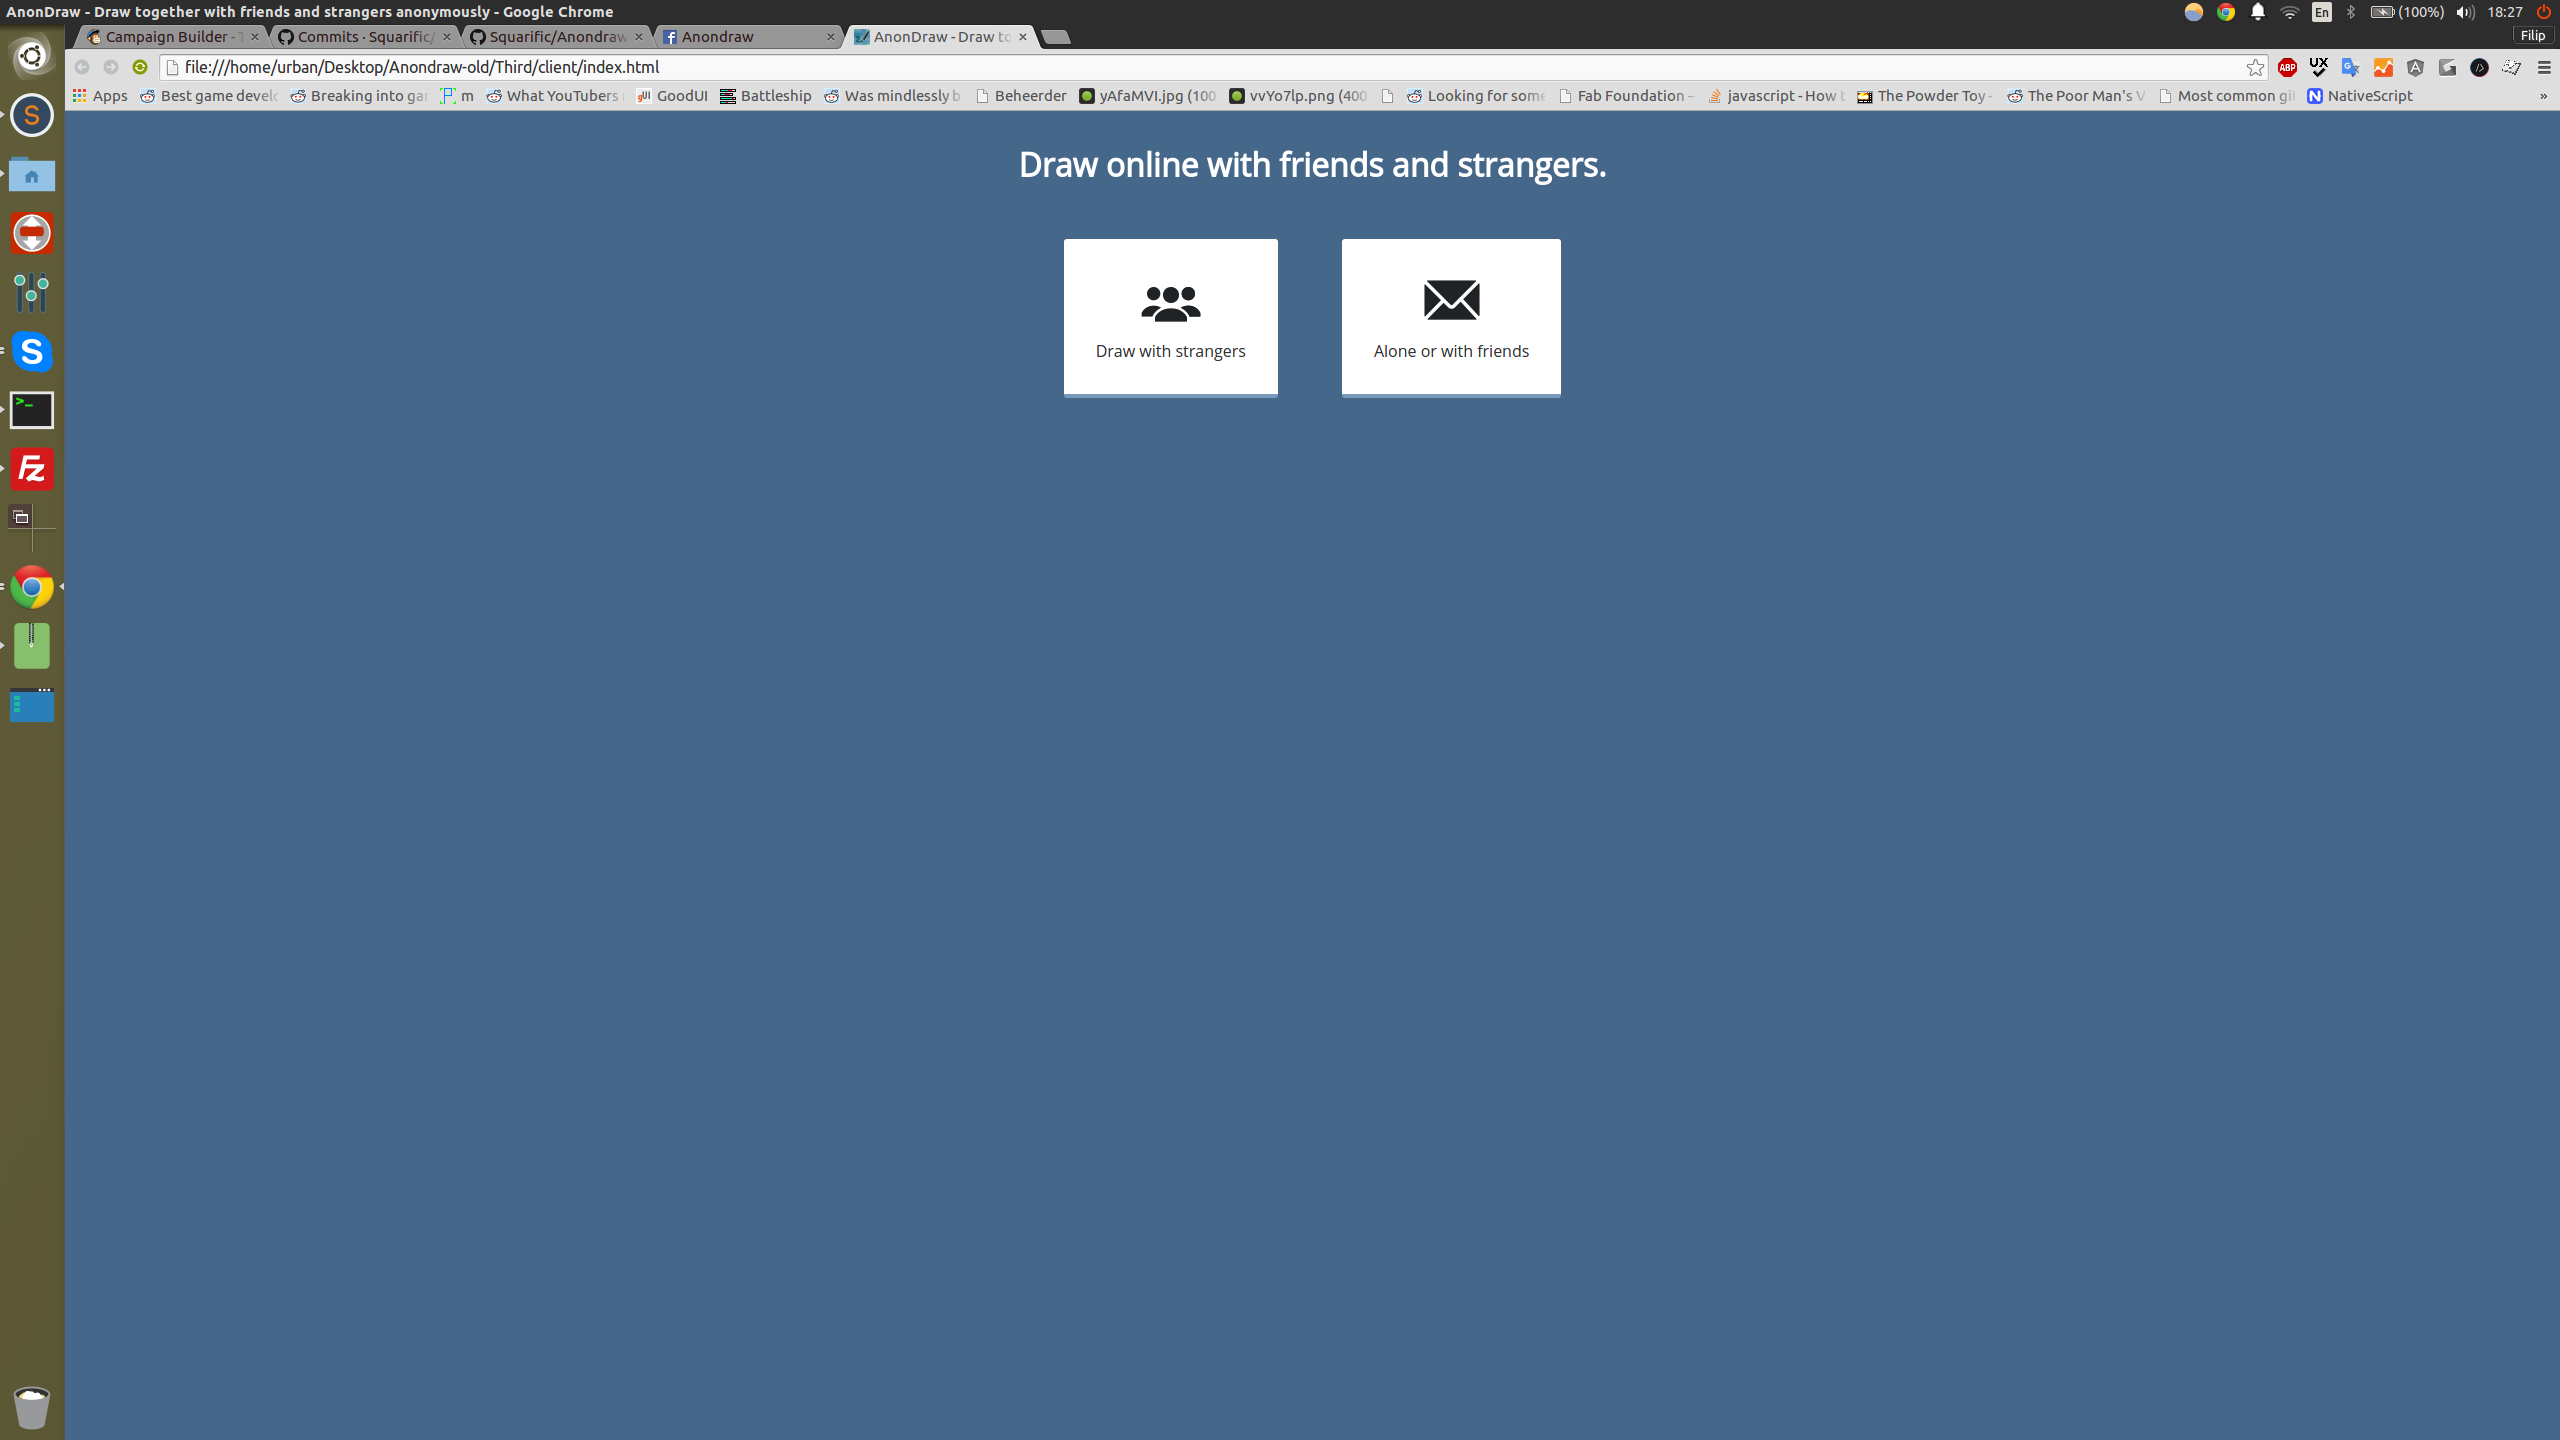 AnonDraw - Draw together with friends and strangers anonymously - Google Chrome
En
(100%)
18:27
Campaign Builder - T
Commits · Squarific/
Squarific/Anondraw
Anondraw
AnonDraw - Draw to
Filip
file:///home/urban/Desktop/Anondraw-old/Third/client/index.html
ABP
UX
Apps
Best game develo
Breaking into gar
m
What YouTubers
gUI
GoodUI
Battleship
Was mindlessly b
Beheerder
yAfaMVI.jpg (100
vvYo7lp.png (400
Looking for some
Fab Foundation –
javascript - How t
The Powder Toy -
The Poor Man's V
Most common gi
NativeScript
»
Draw online with friends and strangers.
Draw with strangers
Alone or with friends